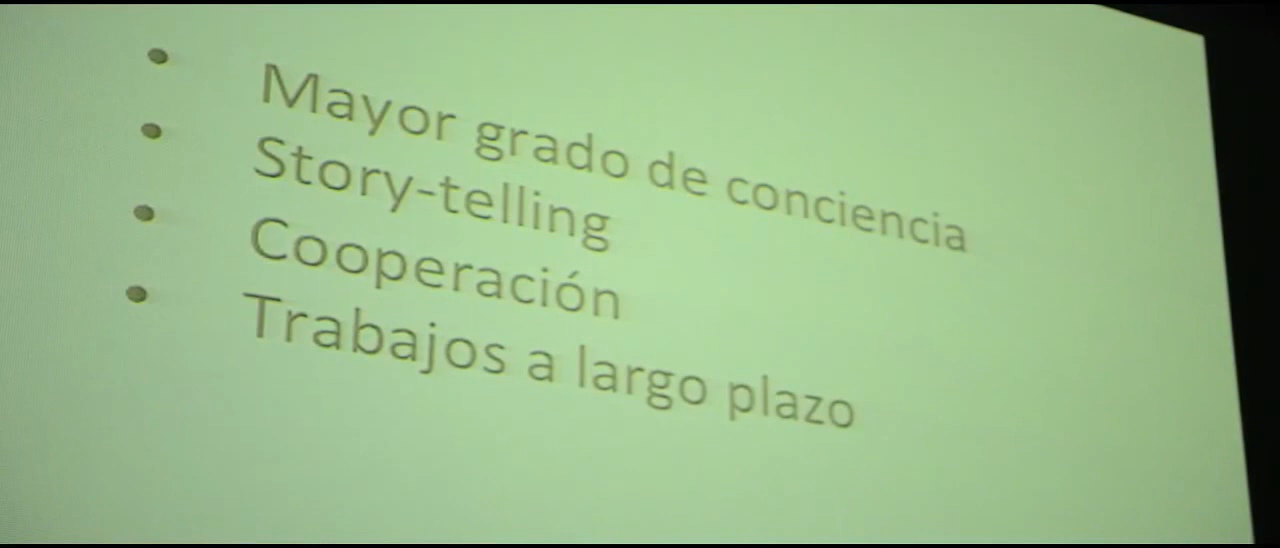 • Mayor grado de conciencia
• Story-telling
• Cooperación
• Trabajos a largo plazo